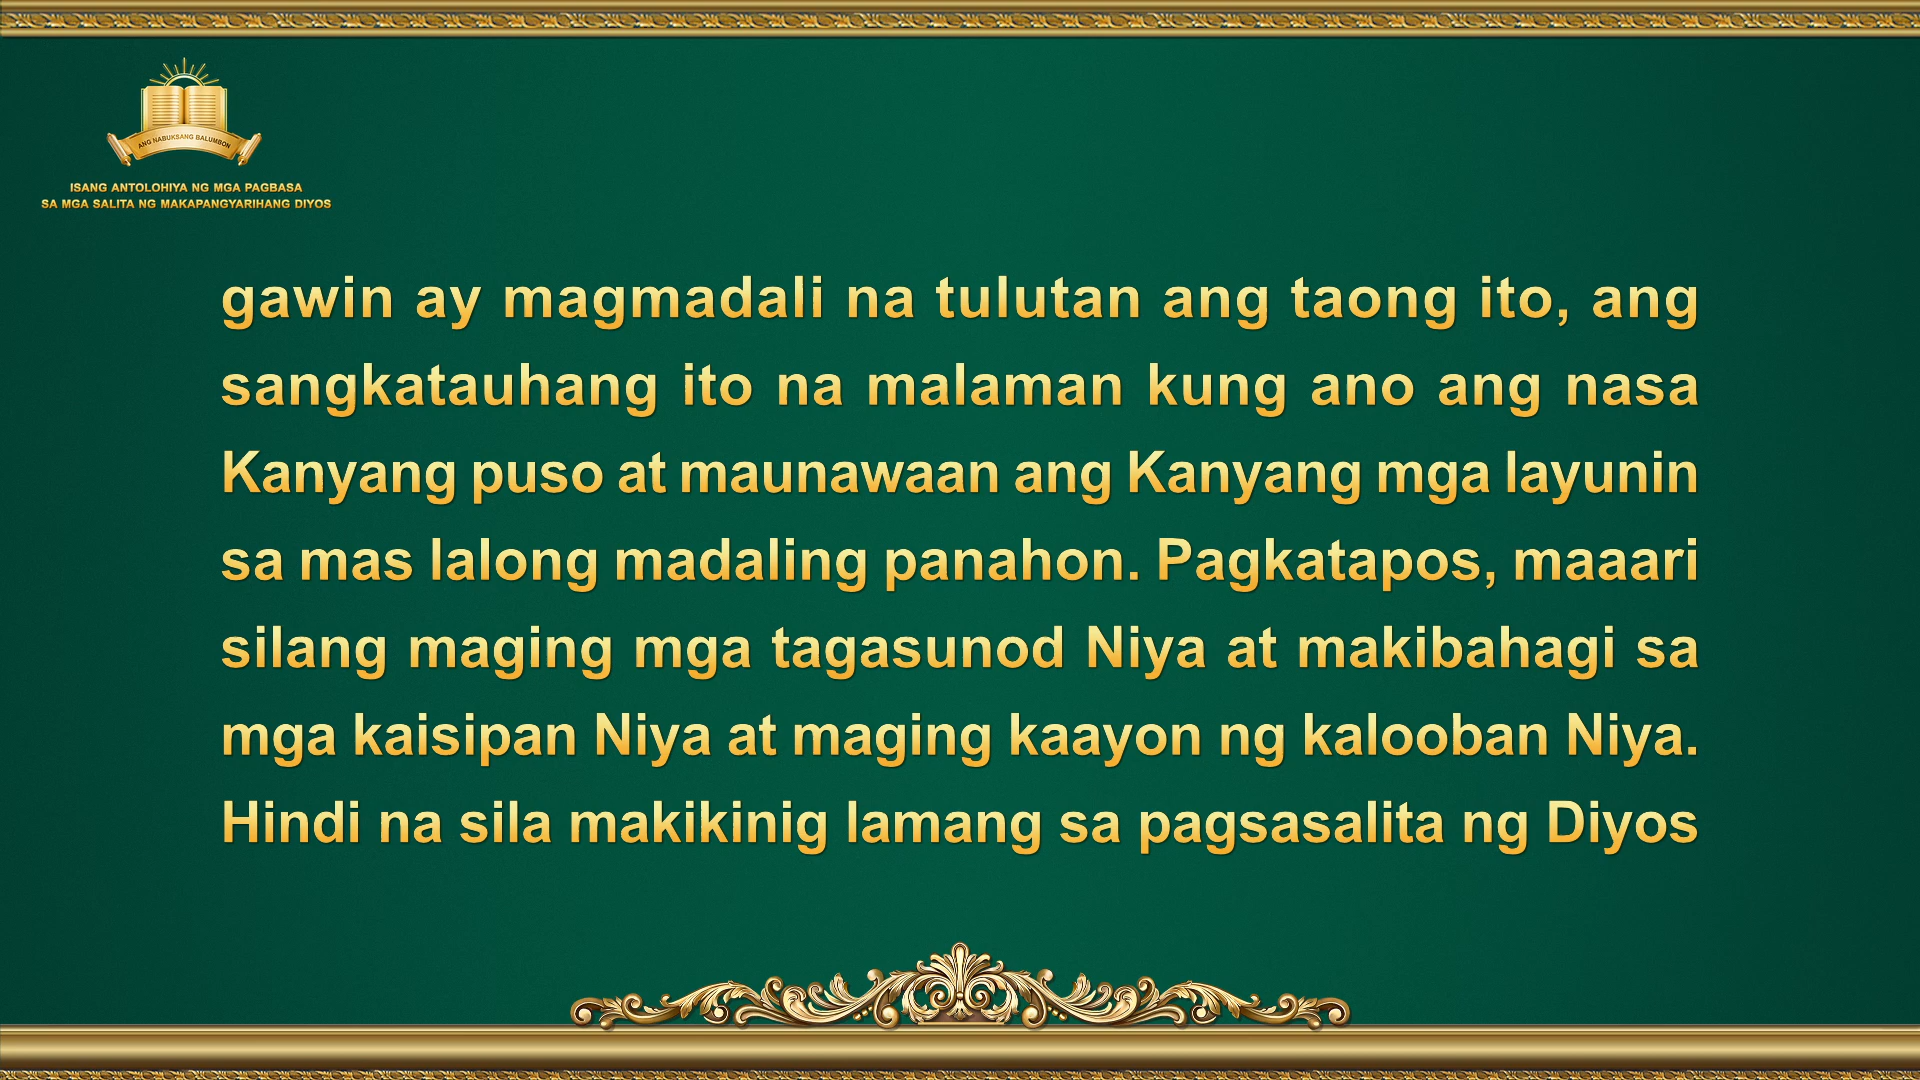 ANG NABUKSANG BALUMBON
ISANG ANTOLOHIYA NG MGA PAGBASA
SA MGA SALITA NG MAKAPANGYARIHANG DIYOS
gawin ay magmadali na tulutan ang taong ito, ang
sangkatauhang ito na malaman kung ano ang nasa
Kanyang puso at maunawaan ang Kanyang mga layunin
sa mas lalong madaling panahon. Pagkatapos, maaari
silang maging mga tagasunod Niya at makibahagi sa
mga kaisipan Niya at maging kaayon ng kalooban Niya.
Hindi na sila makikinig lamang sa pagsasalita ng Diyos